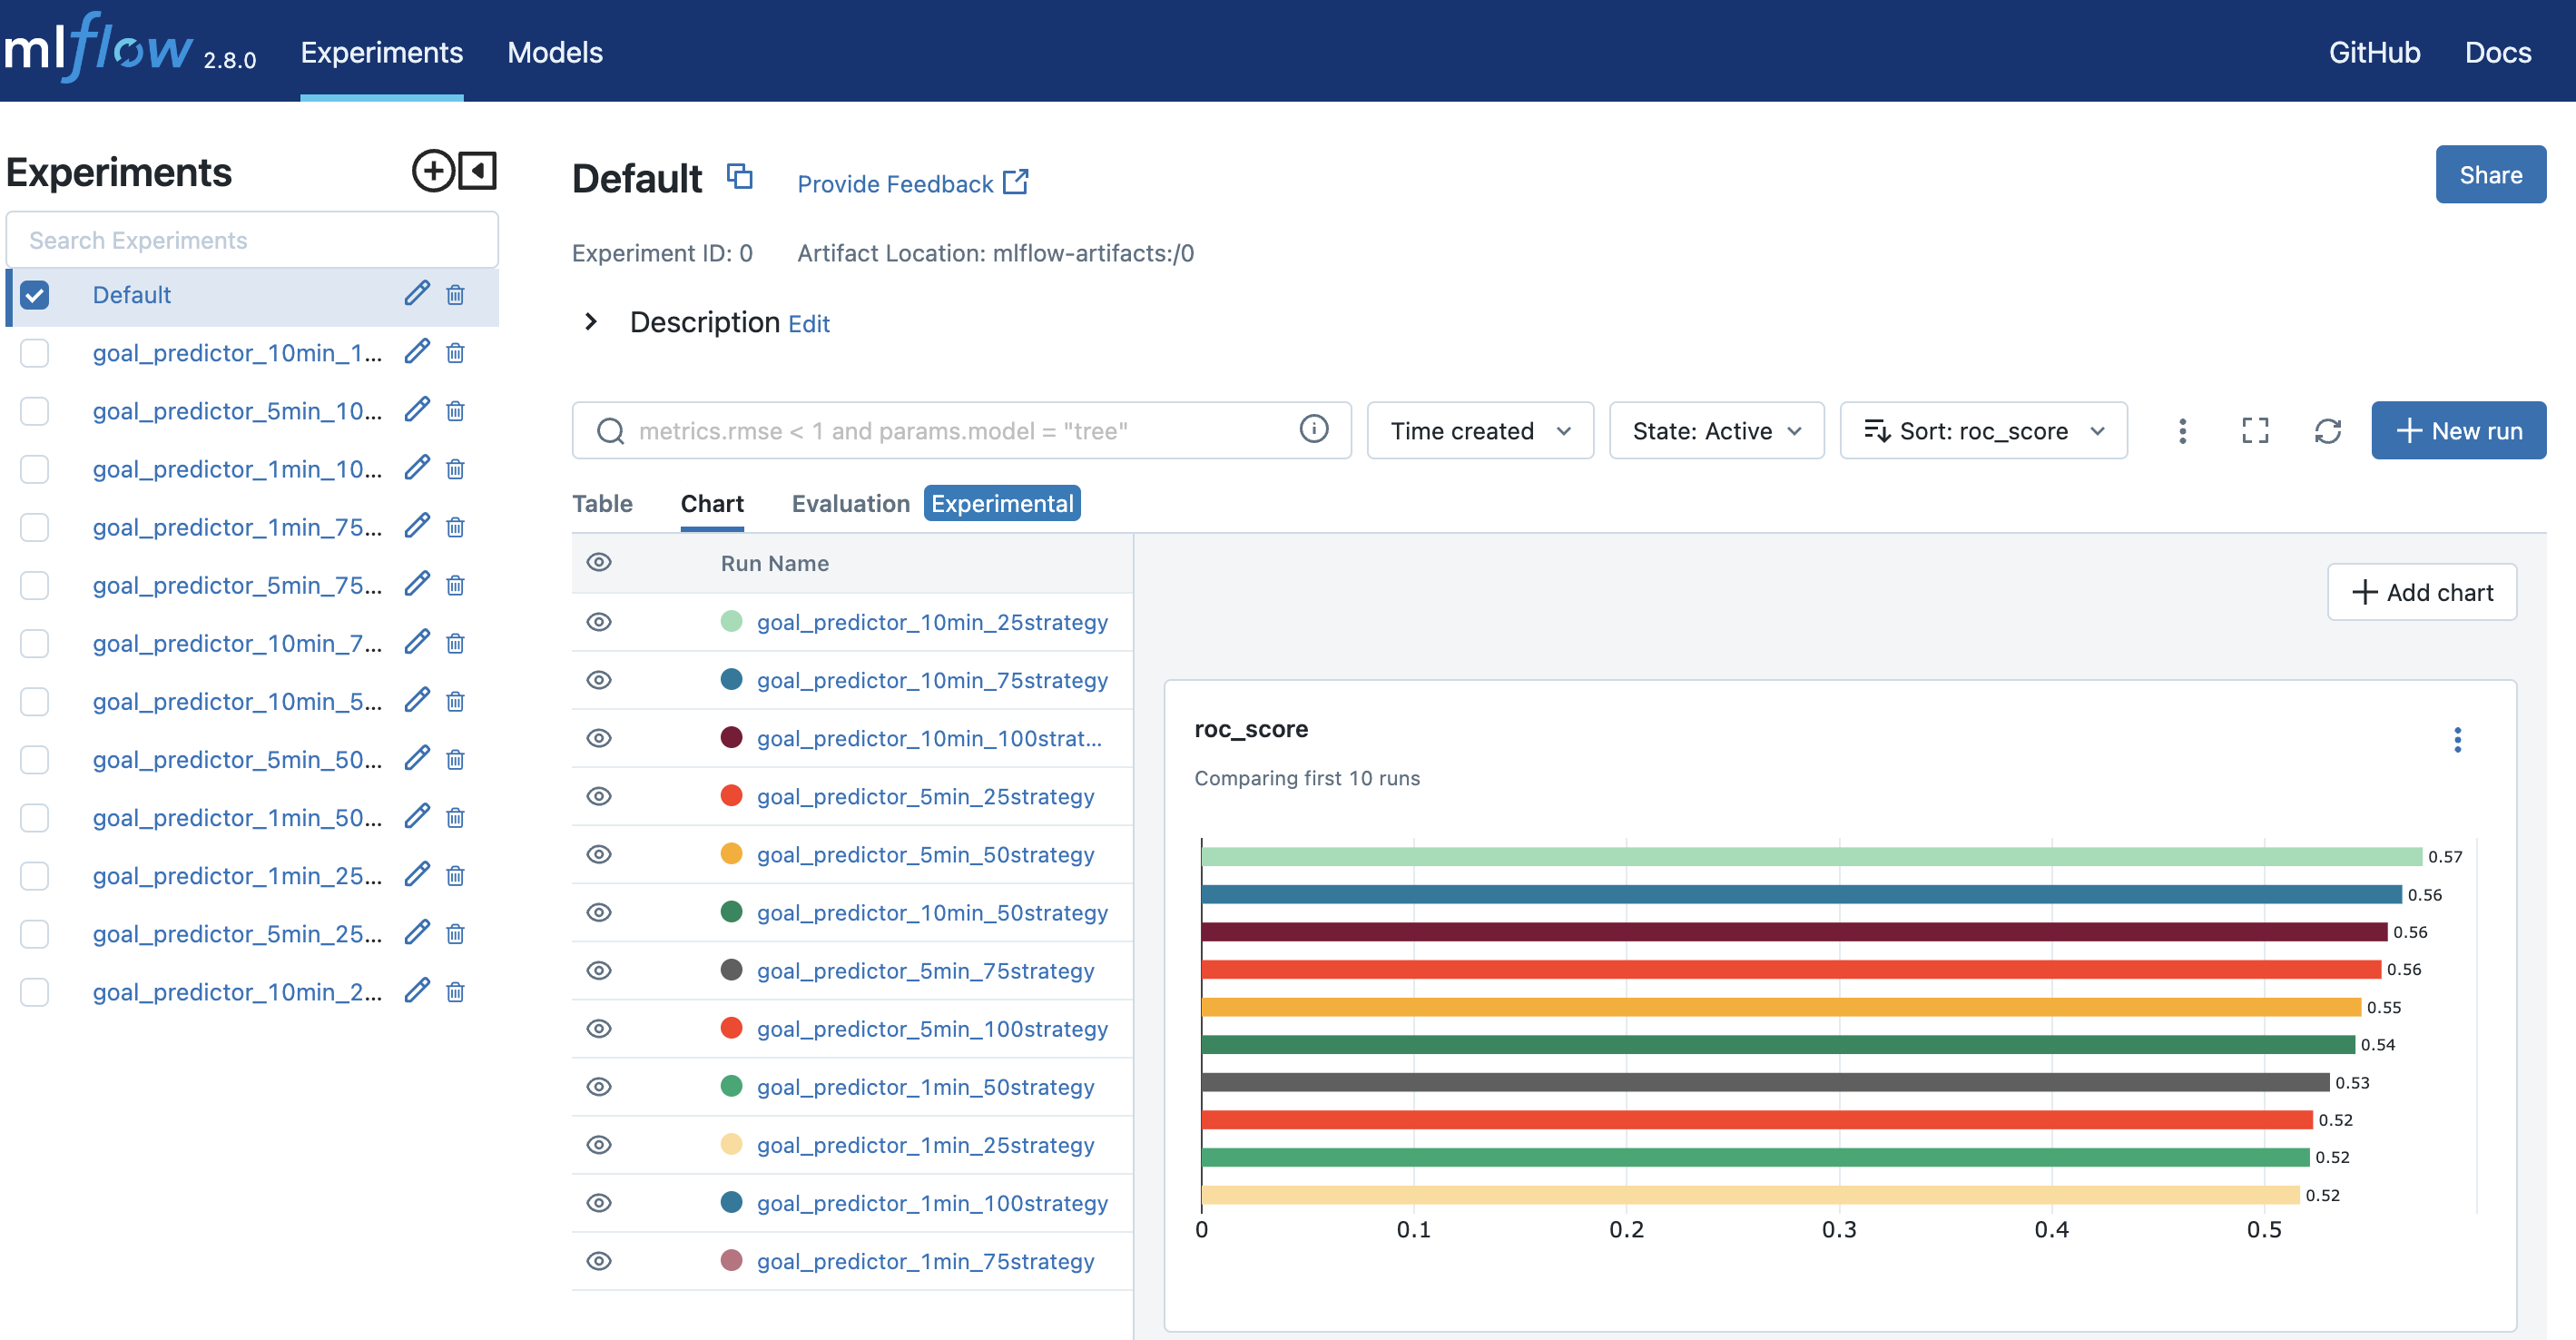 mlflow 2.8.0 Experiments Models GitHub Docs
Experiments
Search Experiments
Default
goal_predictor_10min_1...
goal_predictor_5min_10...
goal_predictor_1min_10...
goal_predictor_1min_75...
goal_predictor_5min_75...
goal_predictor_10min_7...
goal_predictor_10min_5...
goal_predictor_5min_50...
goal_predictor_1min_50...
goal_predictor_1min_25...
goal_predictor_5min_25...
goal_predictor_10min_2...
Default Provide Feedback Share
Experiment ID: 0 Artifact Location: mlflow-artifacts:/0
Description Edit
metrics.rmse < 1 and params.model = "tree" Time created State: Active Sort: roc_score New run
Table Chart Evaluation Experimental
Run Name
goal_predictor_10min_25strategy
goal_predictor_10min_75strategy
goal_predictor_10min_100strat...
goal_predictor_5min_25strategy
goal_predictor_5min_50strategy
goal_predictor_10min_50strategy
goal_predictor_5min_75strategy
goal_predictor_5min_100strategy
goal_predictor_1min_50strategy
goal_predictor_1min_25strategy
goal_predictor_1min_100strategy
goal_predictor_1min_75strategy
Add chart
roc_score
Comparing first 10 runs
0.57
0.56
0.56
0.56
0.55
0.54
0.53
0.52
0.52
0.52
0 0.1 0.2 0.3 0.4 0.5